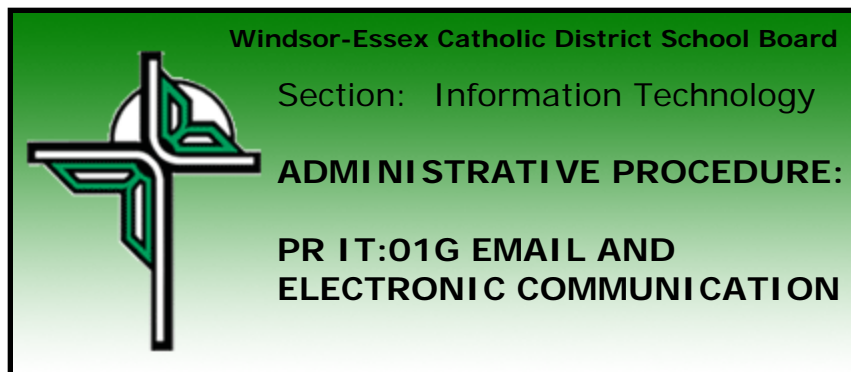 Windsor-Essex Catholic District School Board
Section: Information Technology
ADMINISTRATIVE PROCEDURE:
PR IT:01G EMAIL AND
ELECTRONIC COMMUNICATION